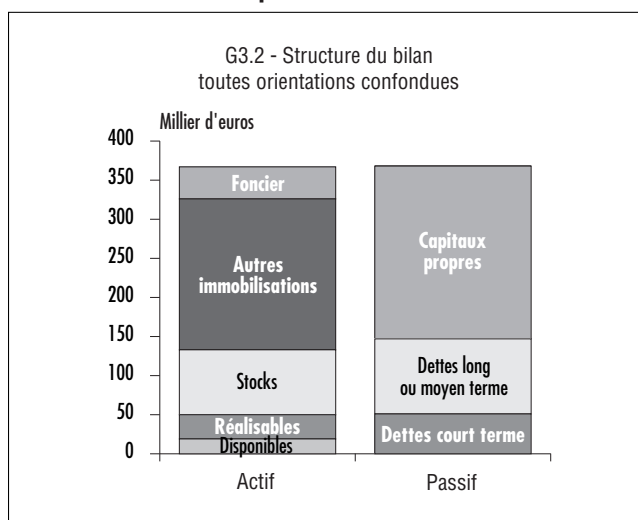 G3.2 - Structure du bilan
toutes orientations confondues
Millier d'euros
400
350
300
250
200
150
100
50
0
Foncier
Autres
immobilisations
Stocks
Réalisables
Disponibles
Capitaux
propres
Dettes long
ou moyen terme
Dettes court terme
Actif
Passif